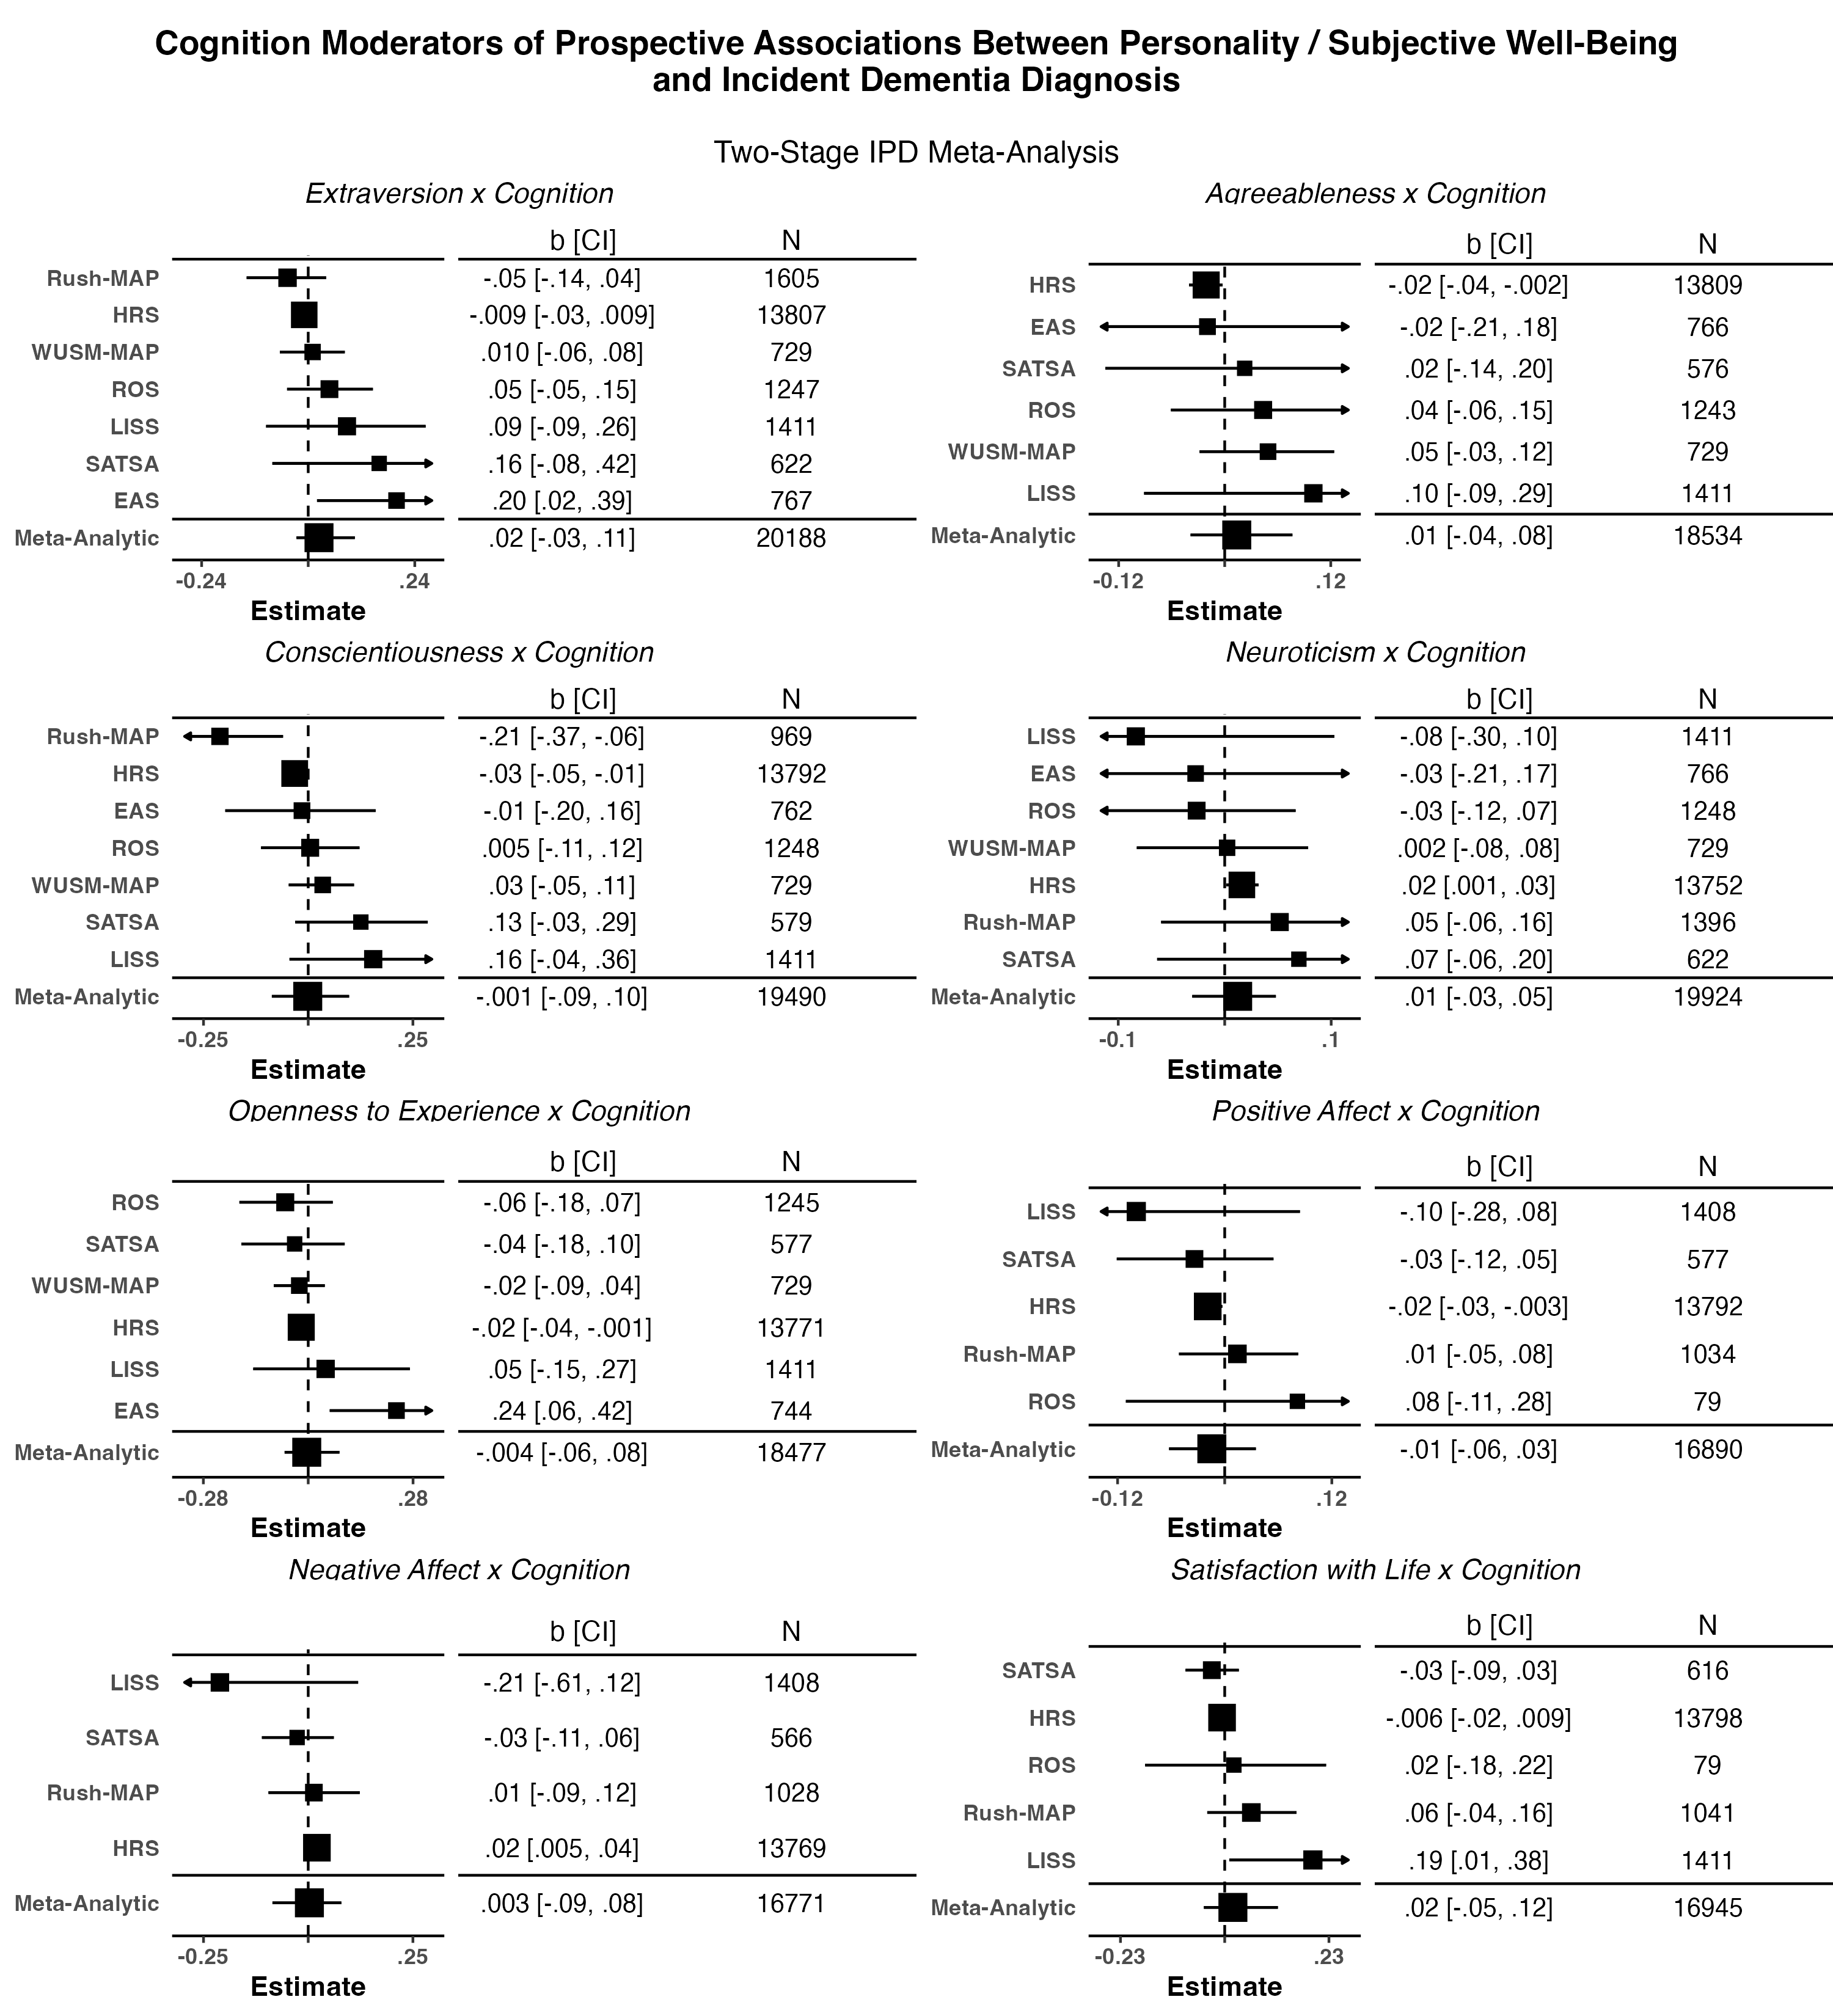 Cognition Moderators of Prospective Associations Between Personality / Subjective Well-Being
and Incident Dementia Diagnosis
Two-Stage IPD Meta-Analysis
Extraversion x Cognition
b [CI] N
Rush-MAP -.05 [-.14, .04] 1605
HRS -.009 [-.03, .009] 13807
WUSM-MAP .010 [-.06, .08] 729
ROS .05 [-.05, .15] 1247
LISS .09 [-.09, .26] 1411
SATSA .16 [-.08, .42] 622
EAS .20 [.02, .39] 767
Meta-Analytic .02 [-.03, .11] 20188
-0.24 .24
Estimate
Agreeableness x Cognition
b [CI] N
HRS -.02 [-.04, -.002] 13809
EAS -.02 [-.21, .18] 766
SATSA .02 [-.14, .20] 576
ROS .04 [-.06, .15] 1243
WUSM-MAP .05 [-.03, .12] 729
LISS .10 [-.09, .29] 1411
Meta-Analytic .01 [-.04, .08] 18534
-0.12 .12
Estimate
Conscientiousness x Cognition
b [CI] N
Rush-MAP -.21 [-.37, -.06] 969
HRS -.03 [-.05, -.01] 13792
EAS -.01 [-.20, .16] 762
ROS .005 [-.11, .12] 1248
WUSM-MAP .03 [-.05, .11] 729
SATSA .13 [-.03, .29] 579
LISS .16 [-.04, .36] 1411
Meta-Analytic -.001 [-.09, .10] 19490
-0.25 .25
Estimate
Neuroticism x Cognition
b [CI] N
LISS -.08 [-.30, .10] 1411
EAS -.03 [-.21, .17] 766
ROS -.03 [-.12, .07] 1248
WUSM-MAP .002 [-.08, .08] 729
HRS .02 [.001, .03] 13752
Rush-MAP .05 [-.06, .16] 1396
SATSA .07 [-.06, .20] 622
Meta-Analytic .01 [-.03, .05] 19924
-0.1 .1
Estimate
Openness to Experience x Cognition
b [CI] N
ROS -.06 [-.18, .07] 1245
SATSA -.04 [-.18, .10] 577
WUSM-MAP -.02 [-.09, .04] 729
HRS -.02 [-.04, -.001] 13771
LISS .05 [-.15, .27] 1411
EAS .24 [.06, .42] 744
Meta-Analytic -.004 [-.06, .08] 18477
-0.28 .28
Estimate
Positive Affect x Cognition
b [CI] N
LISS -.10 [-.28, .08] 1408
SATSA -.03 [-.12, .05] 577
HRS -.02 [-.03, -.003] 13792
Rush-MAP .01 [-.05, .08] 1034
ROS .08 [-.11, .28] 79
Meta-Analytic -.01 [-.06, .03] 16890
-0.12 .12
Estimate
Negative Affect x Cognition
b [CI] N
LISS -.21 [-.61, .12] 1408
SATSA -.03 [-.11, .06] 566
Rush-MAP .01 [-.09, .12] 1028
HRS .02 [.005, .04] 13769
Meta-Analytic .003 [-.09, .08] 16771
-0.25 .25
Estimate
Satisfaction with Life x Cognition
b [CI] N
SATSA -.03 [-.09, .03] 616
HRS -.006 [-.02, .009] 13798
ROS .02 [-.18, .22] 79
Rush-MAP .06 [-.04, .16] 1041
LISS .19 [.01, .38] 1411
Meta-Analytic .02 [-.05, .12] 16945
-0.23 .23
Estimate